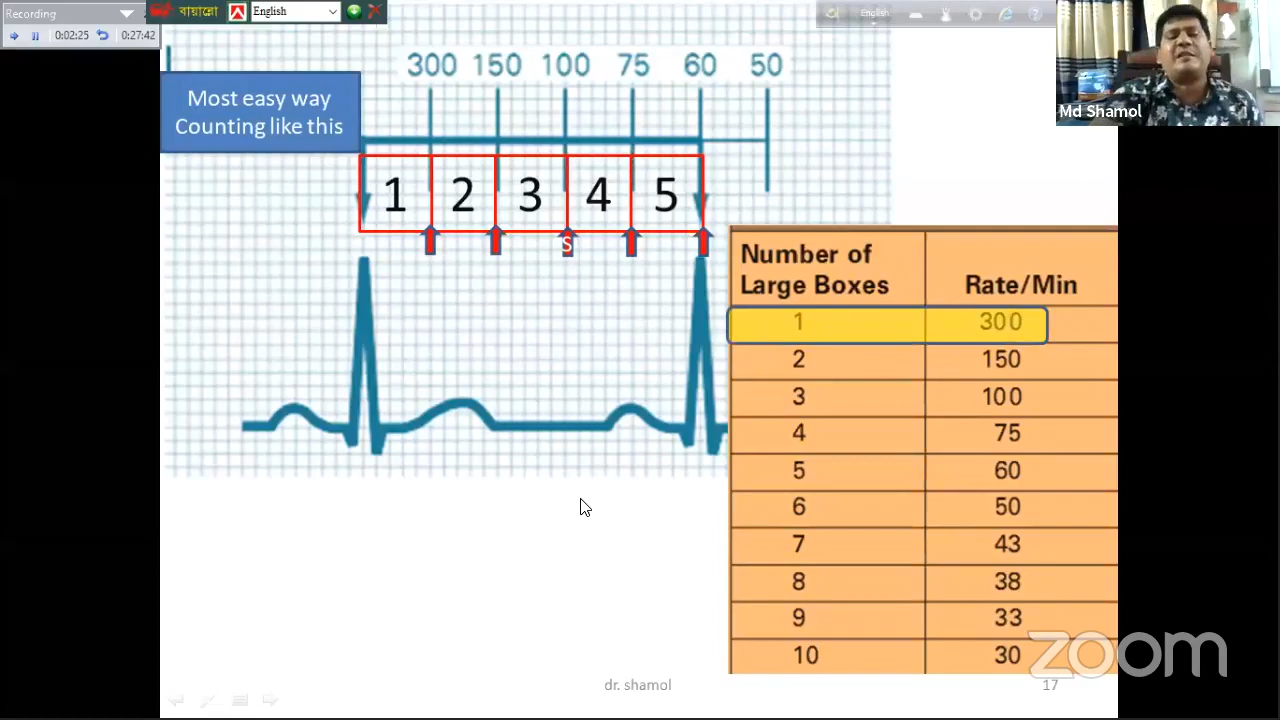 Recording
0:02:25
0:27:42
বায়ান্নো
English
English
Md Shamol
300 150 100 75 60 50
Most easy way
Counting like this
1 2 3 4 5
S
Number of Large Boxes Rate/Min
1 300
2 150
3 100
4 75
5 60
6 50
7 43
8 38
9 33
10 30
zoom
dr. shamol
17